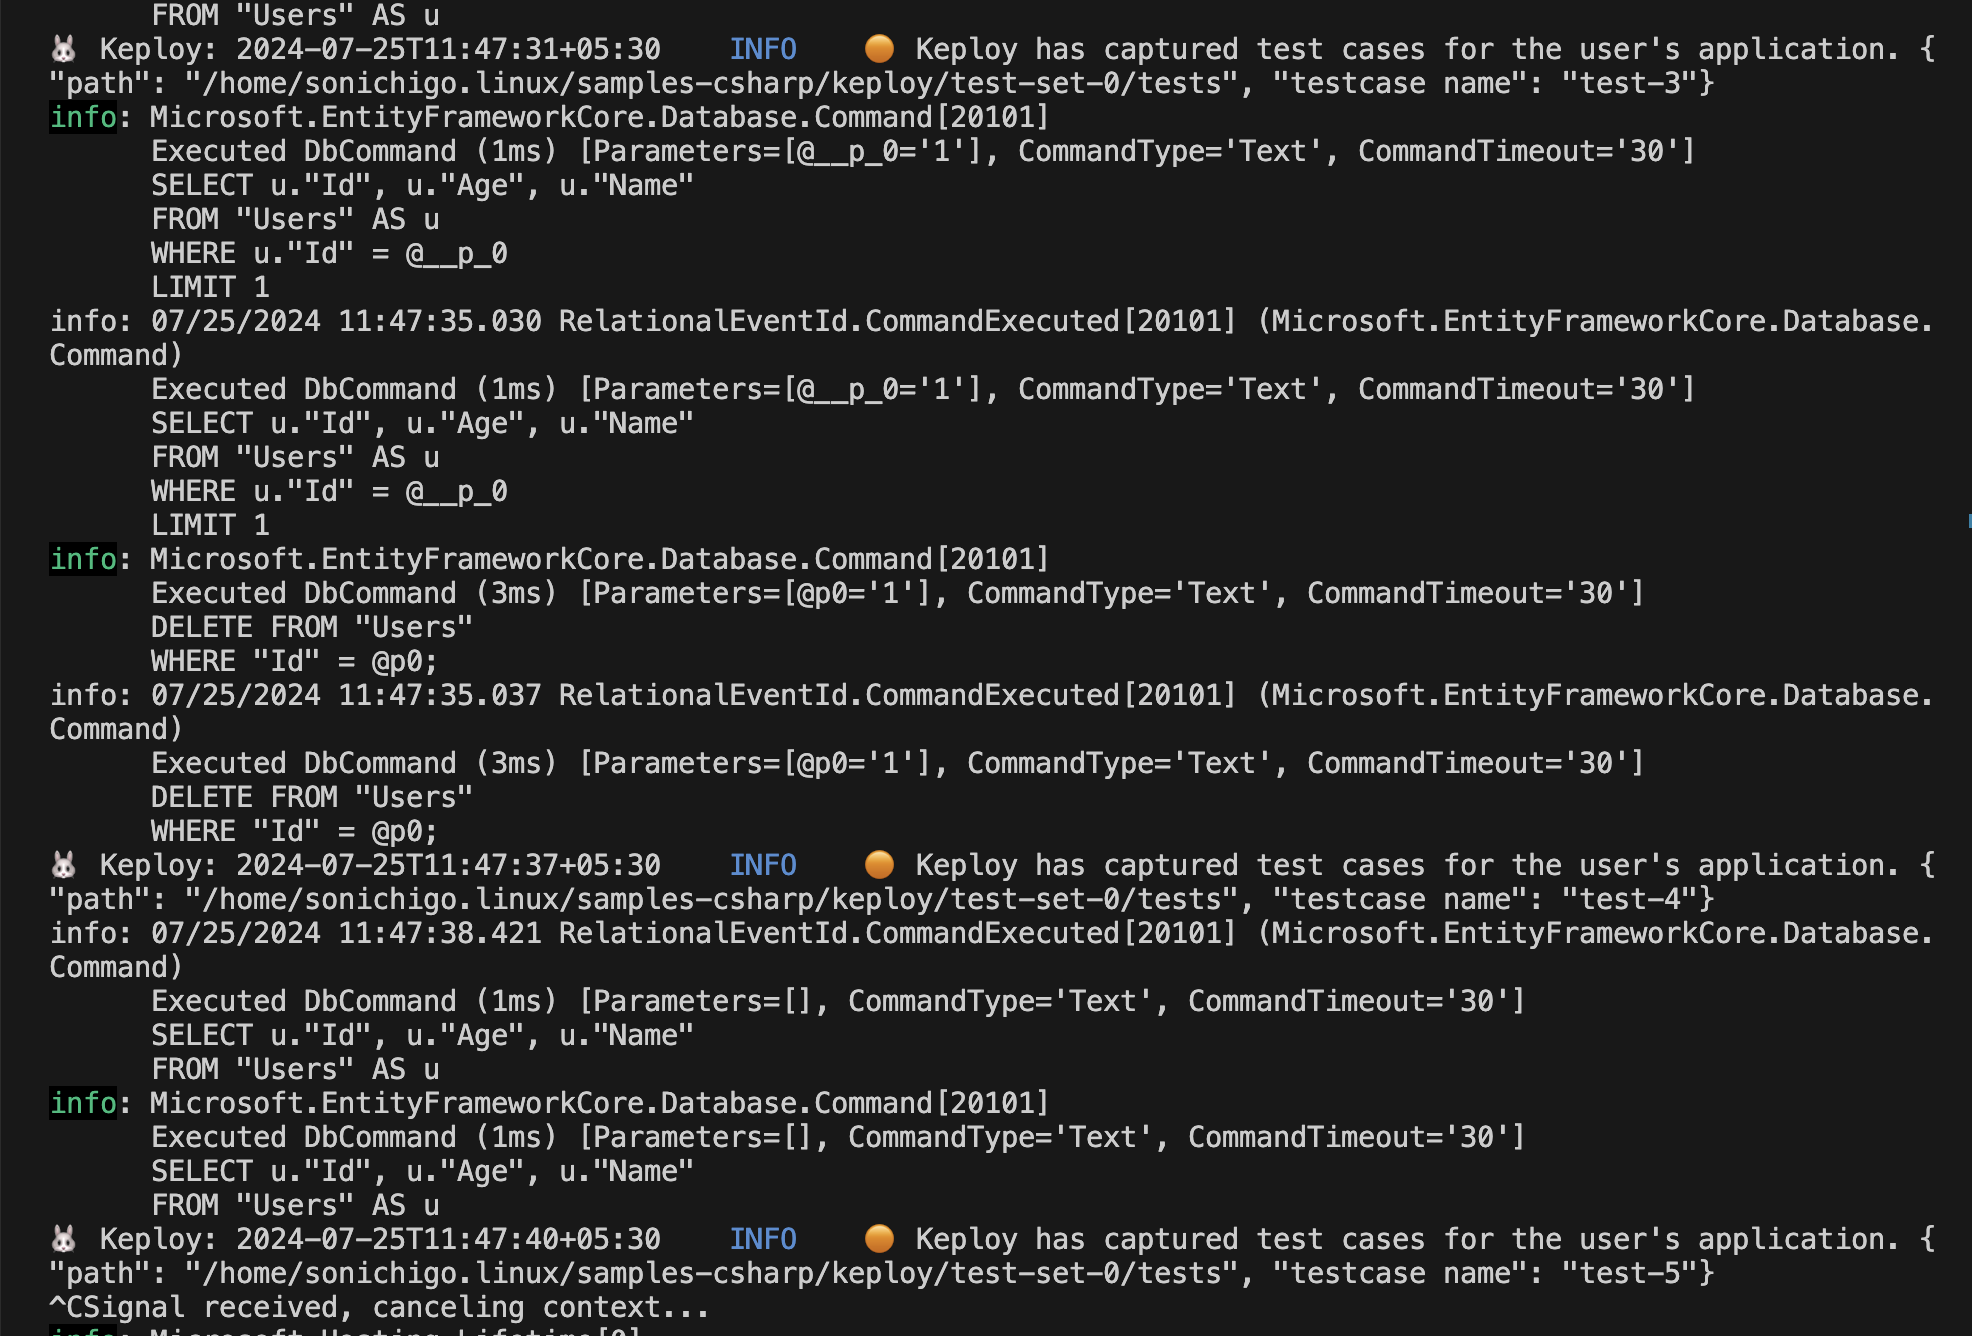 FROM "Users" AS u
🐰 Keploy: 2024-07-25T11:47:31+05:30 INFO 🟠 Keploy has captured test cases for the user's application. {
"path": "/home/sonichigo.linux/samples-csharp/keploy/test-set-0/tests", "testcase name": "test-3"}
info: Microsoft.EntityFrameworkCore.Database.Command[20101]
Executed DbCommand (1ms) [Parameters=[@__p_0='1'], CommandType='Text', CommandTimeout='30']
SELECT u."Id", u."Age", u."Name"
FROM "Users" AS u
WHERE u."Id" = @__p_0
LIMIT 1
info: 07/25/2024 11:47:35.030 RelationalEventId.CommandExecuted[20101] (Microsoft.EntityFrameworkCore.Database.
Command)
Executed DbCommand (1ms) [Parameters=[@__p_0='1'], CommandType='Text', CommandTimeout='30']
SELECT u."Id", u."Age", u."Name"
FROM "Users" AS u
WHERE u."Id" = @__p_0
LIMIT 1
info: Microsoft.EntityFrameworkCore.Database.Command[20101]
Executed DbCommand (3ms) [Parameters=[@p0='1'], CommandType='Text', CommandTimeout='30']
DELETE FROM "Users"
WHERE "Id" = @p0;
info: 07/25/2024 11:47:35.037 RelationalEventId.CommandExecuted[20101] (Microsoft.EntityFrameworkCore.Database.
Command)
Executed DbCommand (3ms) [Parameters=[@p0='1'], CommandType='Text', CommandTimeout='30']
DELETE FROM "Users"
WHERE "Id" = @p0;
🐰 Keploy: 2024-07-25T11:47:37+05:30 INFO 🟠 Keploy has captured test cases for the user's application. {
"path": "/home/sonichigo.linux/samples-csharp/keploy/test-set-0/tests", "testcase name": "test-4"}
info: 07/25/2024 11:47:38.421 RelationalEventId.CommandExecuted[20101] (Microsoft.EntityFrameworkCore.Database.
Command)
Executed DbCommand (1ms) [Parameters=[], CommandType='Text', CommandTimeout='30']
SELECT u."Id", u."Age", u."Name"
FROM "Users" AS u
info: Microsoft.EntityFrameworkCore.Database.Command[20101]
Executed DbCommand (1ms) [Parameters=[], CommandType='Text', CommandTimeout='30']
SELECT u."Id", u."Age", u."Name"
FROM "Users" AS u
🐰 Keploy: 2024-07-25T11:47:40+05:30 INFO 🟠 Keploy has captured test cases for the user's application. {
"path": "/home/sonichigo.linux/samples-csharp/keploy/test-set-0/tests", "testcase name": "test-5"}
^CSignal received, canceling context...
info: Microsoft.Hosting.Lifetime[0]